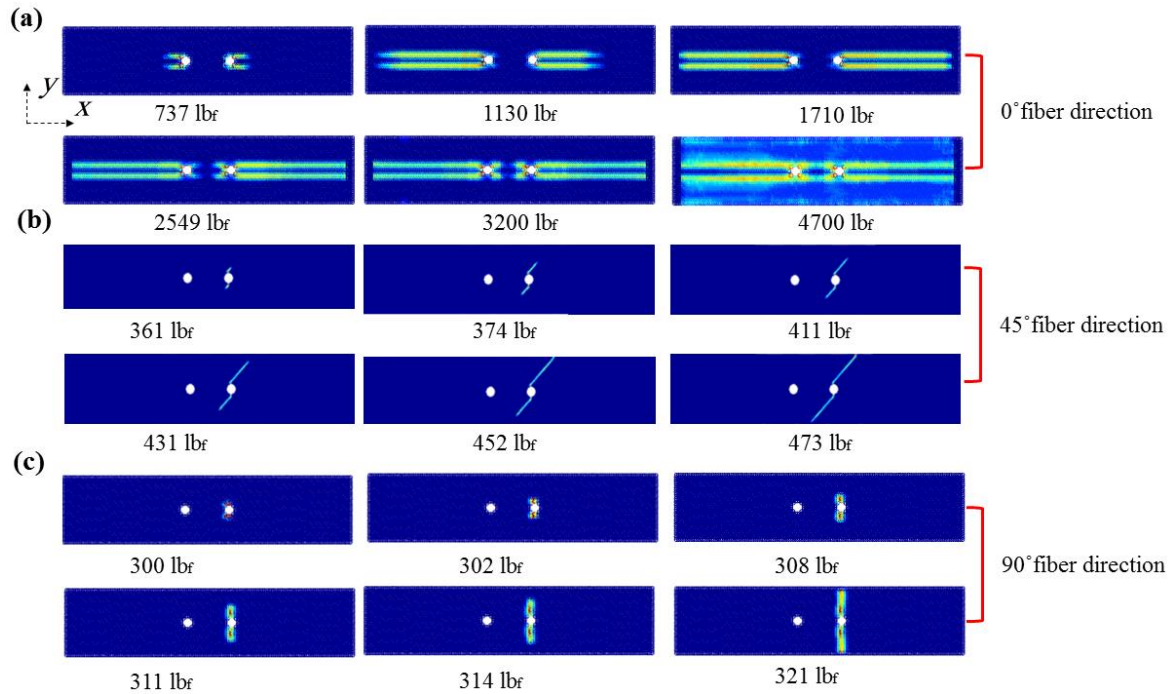 (a)
y
x
737 lbf
1130 lbf
1710 lbf
0°fiber direction
2549 lbf
3200 lbf
4700 lbf
(b)
361 lbf
374 lbf
411 lbf
45°fiber direction
431 lbf
452 lbf
473 lbf
(c)
300 lbf
302 lbf
308 lbf
90°fiber direction
311 lbf
314 lbf
321 lbf